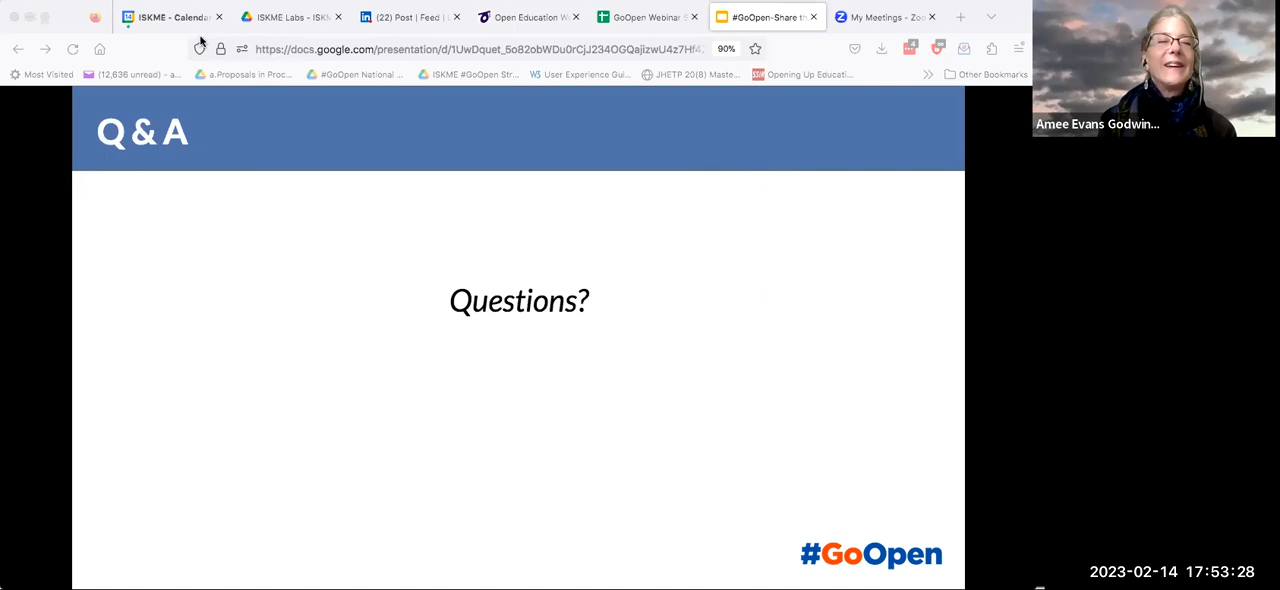 ISKME - Calendar
ISKME Labs - ISKM
(22) Post | Feed | L
Open Education W
GoOpen Webinar S
#GoOpen-Share th
My Meetings - Zoo
https://docs.google.com/presentation/d/
90%
Most Visited
(12,636 unread) - a...
a.Proposals in Proc...
#GoOpen National ...
ISKME #GoOpen Str...
User Experience Gui...
JHETP 20(8) Maste...
Opening Up Educati...
Other Bookmarks
Amee Evans Godwin...
Q & A
Questions?
#GoOpen
2023-02-14 17:53:28